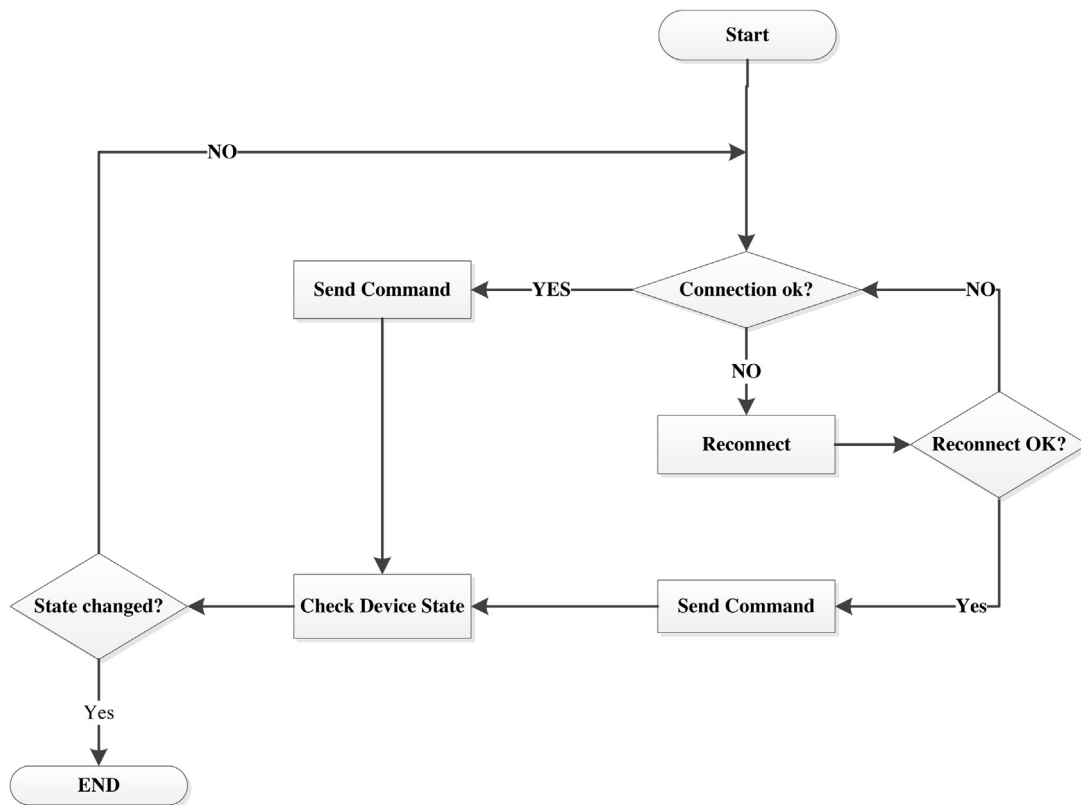 Start
NO
Send Command
YES
Connection ok?
NO
NO
Reconnect
Reconnect OK?
State changed?
Check Device State
Send Command
Yes
Yes
END